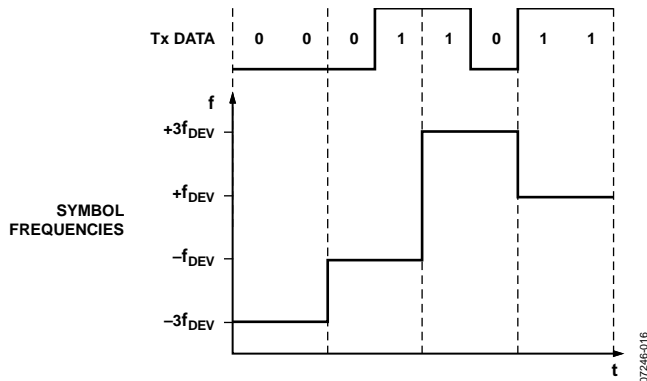 Tx DATA 0 0 0 1 1 0 1 1
f
+3fDEV
+fDEV
SYMBOL
FREQUENCIES
–fDEV
–3fDEV
t
07246-016